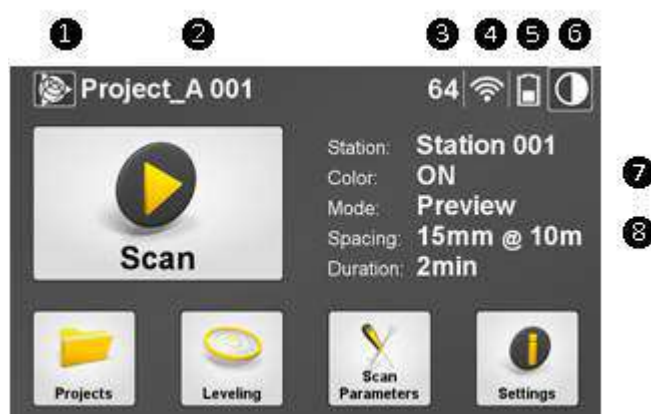 1 2 3 4 5 6
Project_A 001 64
Station: Station 001
Color: ON
7
Mode: Preview
Spacing: 15mm @ 10m
8
Duration: 2min
Scan
Projects Leveling Scan Parameters Settings